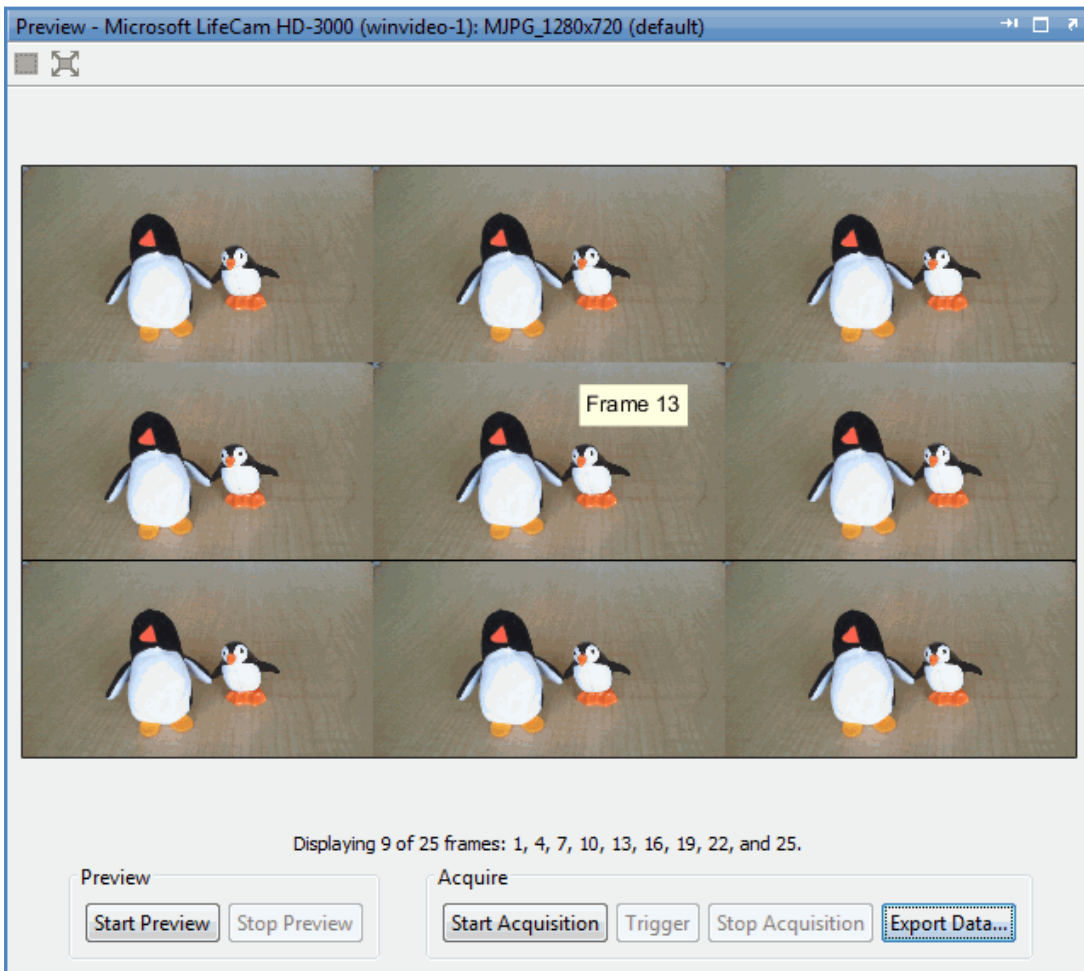 Preview - Microsoft LifeCam HD-3000 (winvideo-1): MJPG_1280x720 (default)
Frame 13
Displaying 9 of 25 frames: 1, 4, 7, 10, 13, 16, 19, 22, and 25.
Preview
Acquire
Start Preview Stop Preview Start Acquisition Trigger Stop Acquisition Export Data...